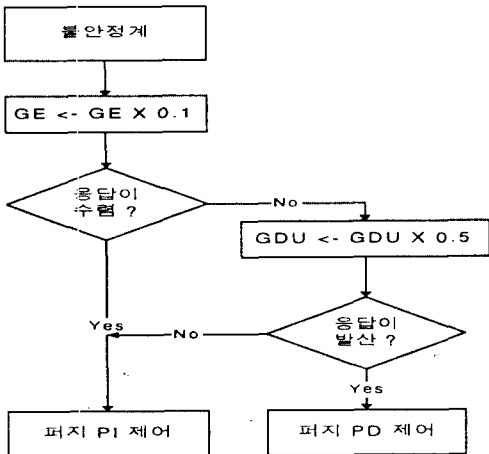 불안정계
GE <- GE X 0.1
응답이
수렴 ?
No
GDU <- GDU X 0.5
응답이
발산 ?
No
Yes
Yes
퍼지 PI 제어
퍼지 PD 제어